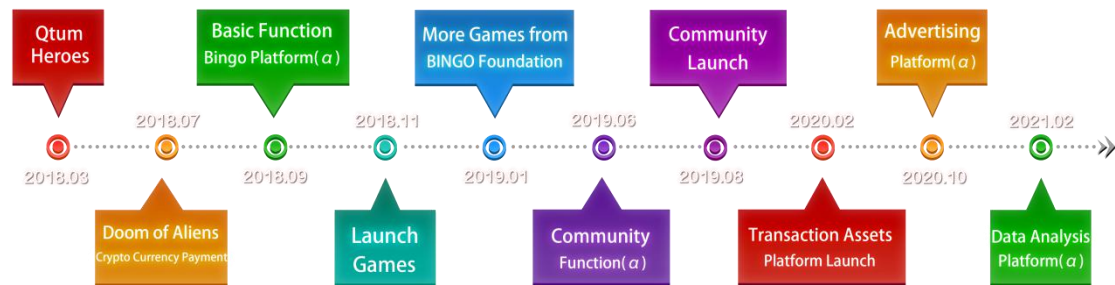 Qtum
Heroes
Basic Function
Bingo Platform(α)
More Games from
BINGO Foundation
Community
Launch
Advertising
Platform(α)
2018.07
2018.11
2019.06
2020.02
2021.02
2018.03
2018.09
2019.01
2019.08
2020.10
Doom of Aliens
Crypto Currency Payment
Launch
Games
Community
Function(α)
Transaction Assets
Platform Launch
Data Analysis
Platform(α)